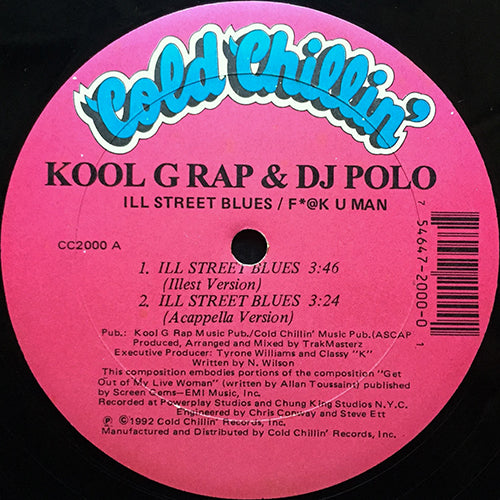 Cold Chillin'
KOOL G RAP & DJ POLO
ILL STREET BLUES / F*@K U MAN
CC2000 A
7 54647-2000-0 1
1. ILL STREET BLUES 3:46
(Illest Version)
2. ILL STREET BLUES 3:24
(Acappella Version)
Pub.: Kool G Rap Music Pub./Cold Chillin' Music Pub.(ASCAP
Produced, Arranged and Mixed by TrakMasterz
Executive Producer: Tyrone Williams and Classy "K"
Written by N. Wilson
This composition embodies portions of the composition "Get
Out of My Live Woman" (written by Allan Toussaint) published
by Screen Gems—EMI Music, Inc.
Recorded at Powerplay Studios and Chung King Studios N.Y.C.
Engineered by Chris Conway and Steve Ett
℗ ©1992 Cold Chillin' Records, Inc.
Manufactured and Distributed by Cold Chillin' Records, Inc.